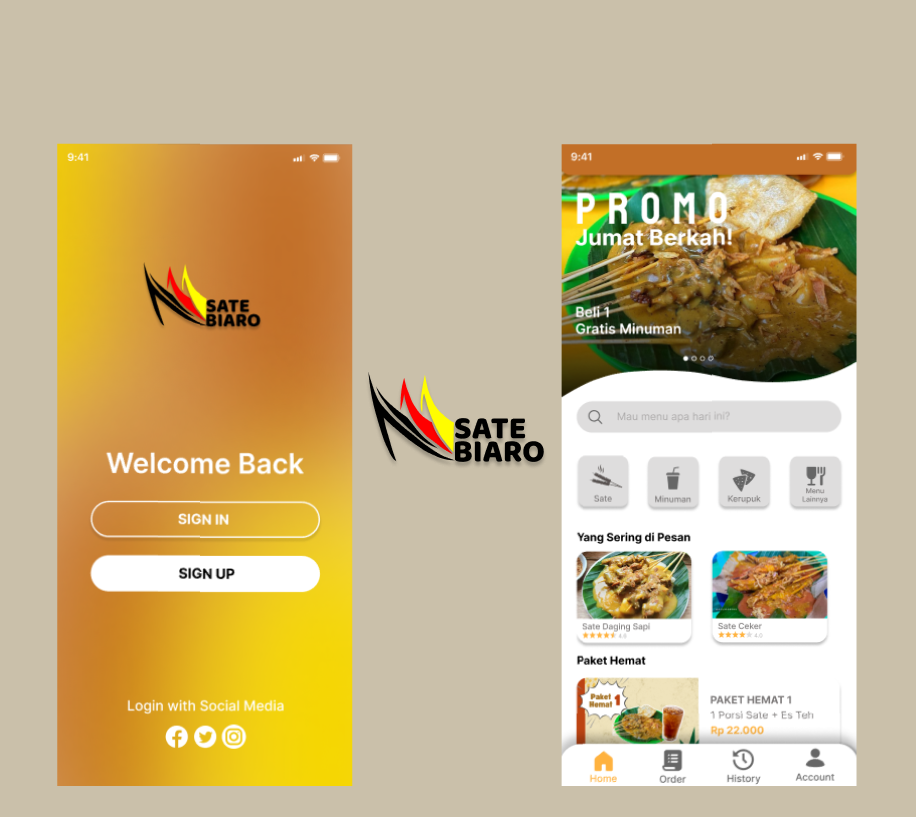 9:41
SATE
BIARO
Welcome Back
SIGN IN
SIGN UP
Login with Social Media
SATE
BIARO
9:41
PROMO
Jumat Berkah!
Beli 1
Gratis Minuman
Mau menu apa hari ini?
Sate
Minuman
Kerupuk
Menu
Lainnya
Yang Sering di Pesan
Sate Daging Sapi
4.5
Sate Ceker
4.0
Paket Hemat
Paket
Hemat 1
PAKET HEMAT 1
1 Porsi Sate + Es Teh
Rp 22.000
Home
Order
History
Account